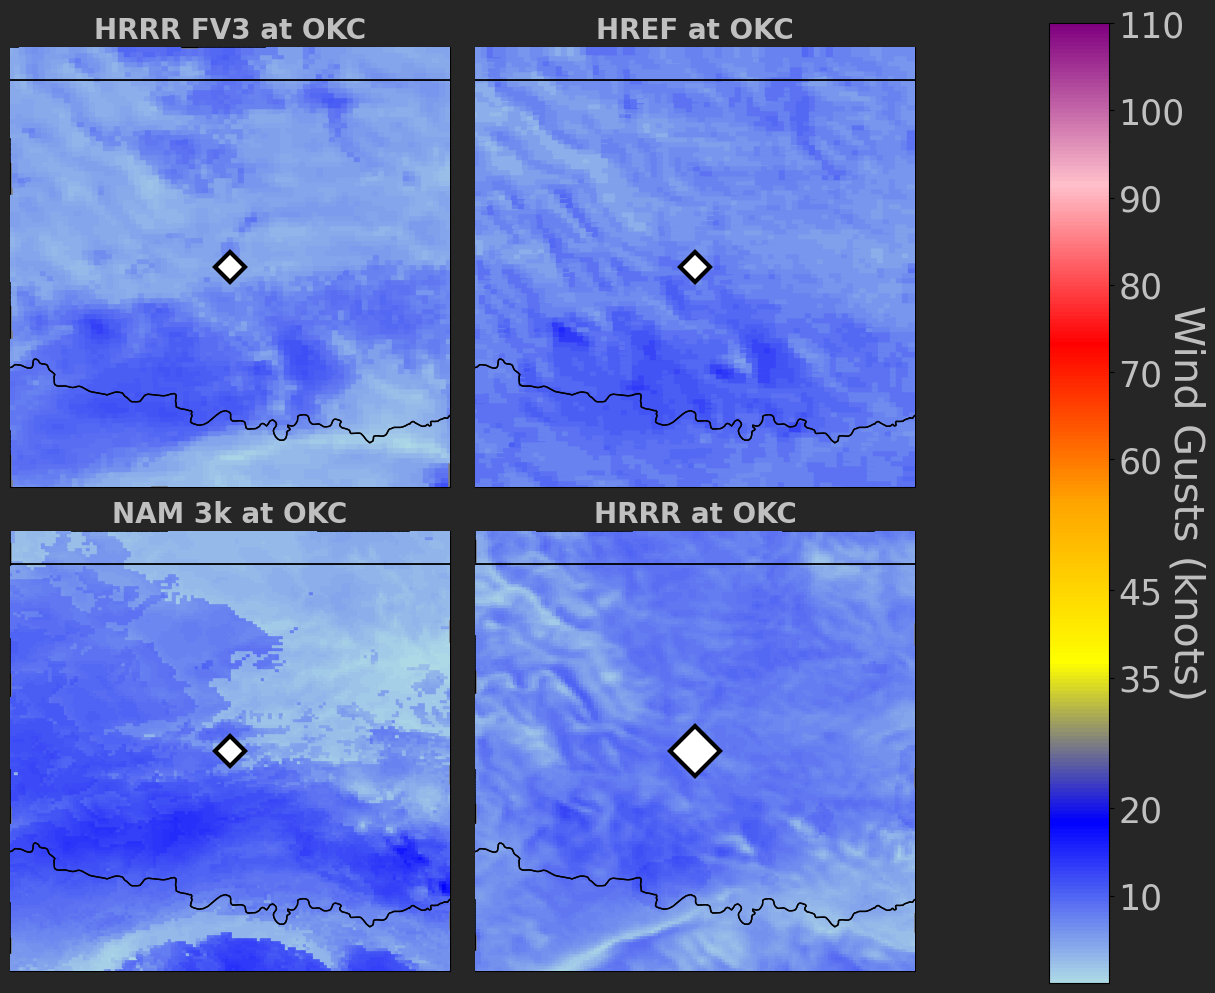 HRRR FV3 at OKC
HREF at OKC
NAM 3k at OKC
HRRR at OKC
110
100
90
80
70
60
45
35
20
10
Wind Gusts (knots)